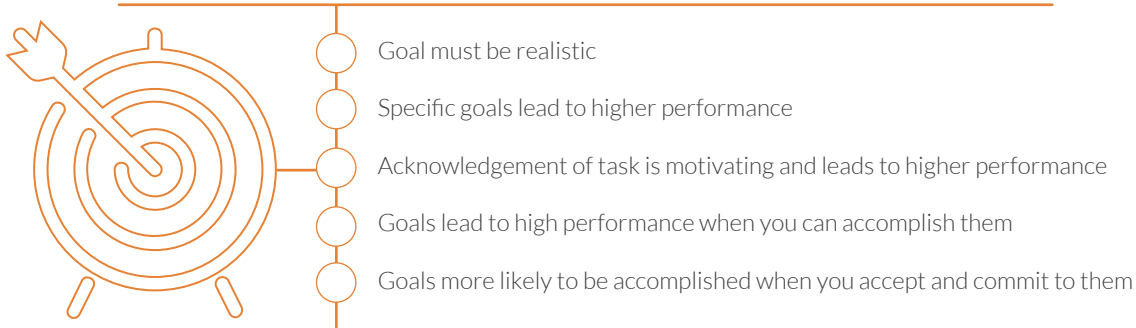 Goal must be realistic
Specific goals lead to higher performance
Acknowledgement of task is motivating and leads to higher performance
Goals lead to high performance when you can accomplish them
Goals more likely to be accomplished when you accept and commit to them